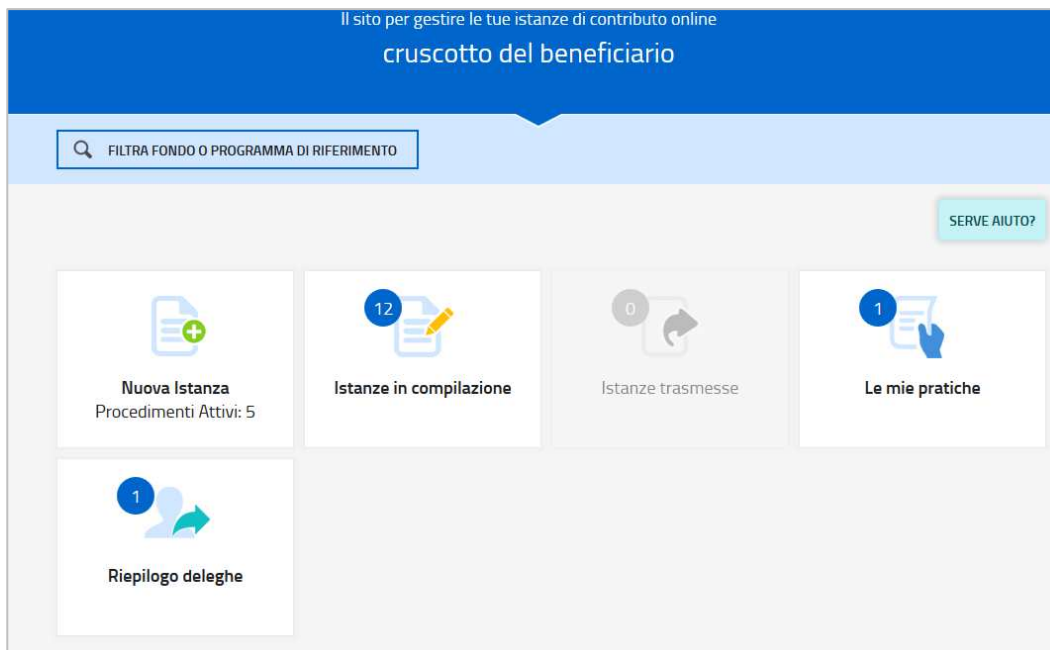 Il sito per gestire le tue istanze di contributo online
cruscotto del beneficiario
FILTRA FONDO O PROGRAMMA DI RIFERIMENTO
SERVE AIUTO?
Nuova Istanza
Procedimenti Attivi: 5
12
Istanze in compilazione
0
Istanze trasmesse
1
Le mie pratiche
1
Riepilogo deleghe